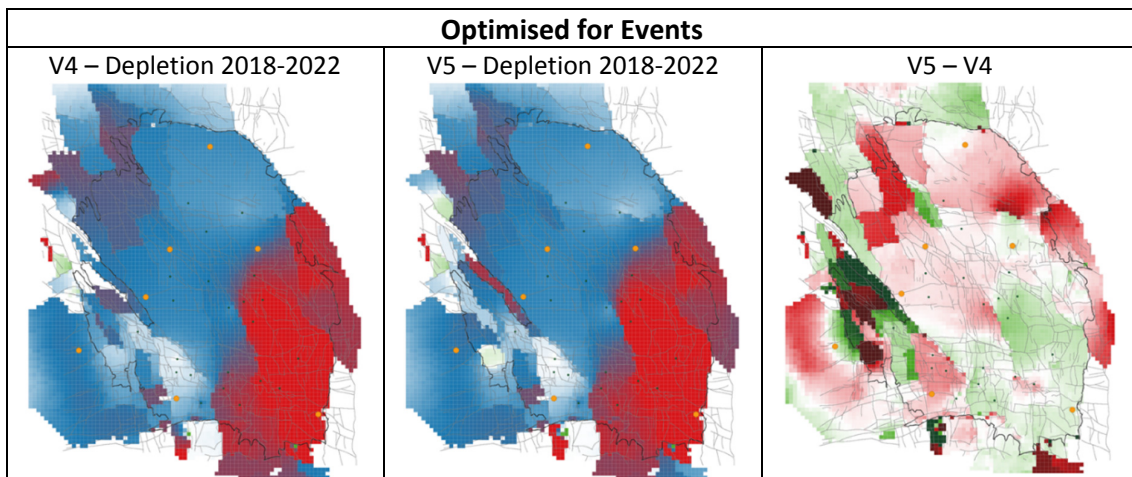 Optimised for Events
V4 – Depletion 2018-2022
V5 – Depletion 2018-2022
V5 – V4